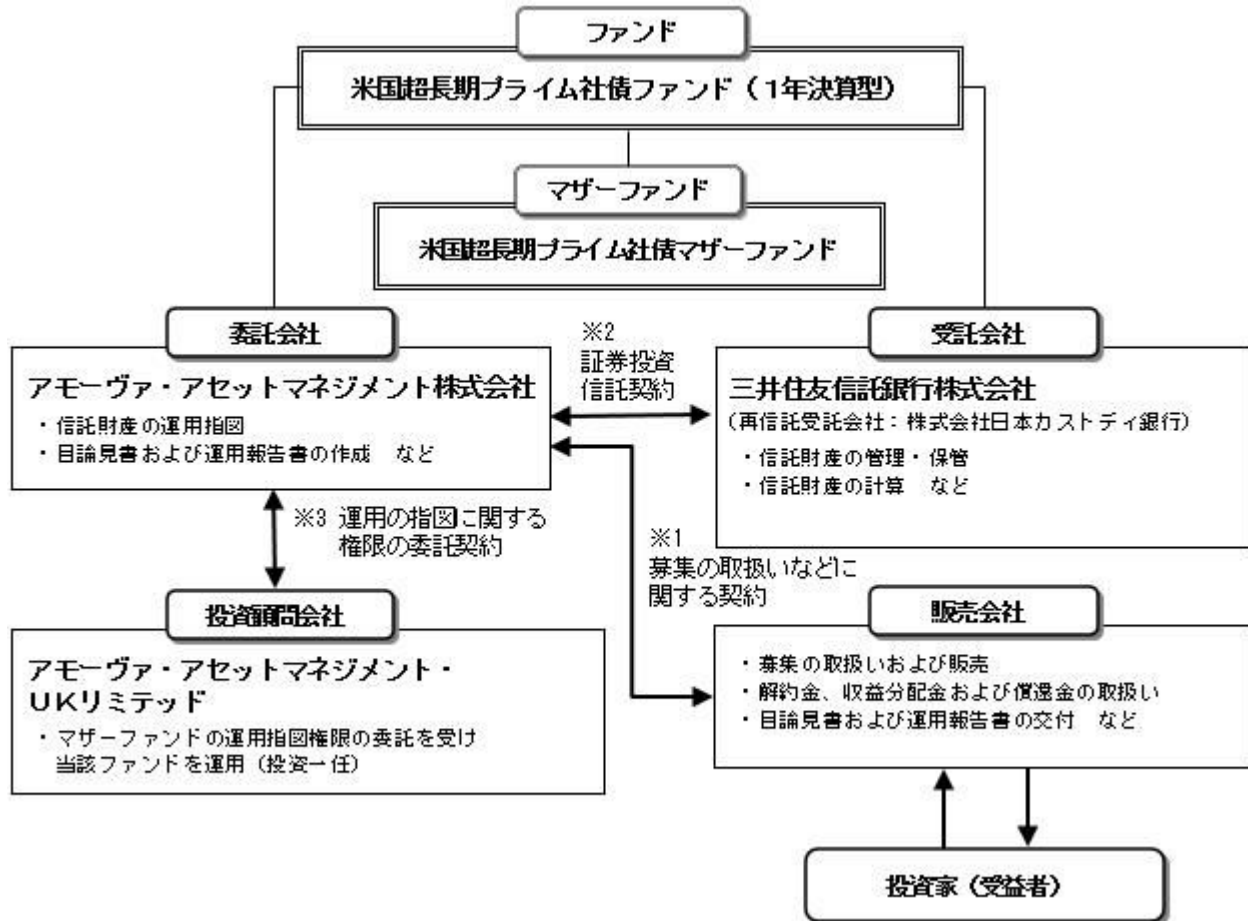 ファンド
米国超長期プライム社債ファンド（1年決算型）
マザーファンド
米国超長期プライム社債マザーファンド
委託会社
アモーヴァ・アセットマネジメント株式会社
・信託財産の運用指図
・目論見書および運用報告書の作成　など
※2
証券投資
信託契約
受託会社
三井住友信託銀行株式会社
（再信託受託会社：株式会社日本カストディ銀行）
・信託財産の管理・保管
・信託財産の計算　など
※3 運用の指図に関する
権限の委託契約
※1
募集の取扱いなどに
関する契約
投資顧問会社
アモーヴァ・アセットマネジメント・
UKリミテッド
・マザーファンドの運用指図権限の委託を受け
当該ファンドを運用（投資一任）
販売会社
・募集の取扱いおよび販売
・解約金、収益分配金および償還金の取扱い
・目論見書および運用報告書の交付　など
投資家（受益者）